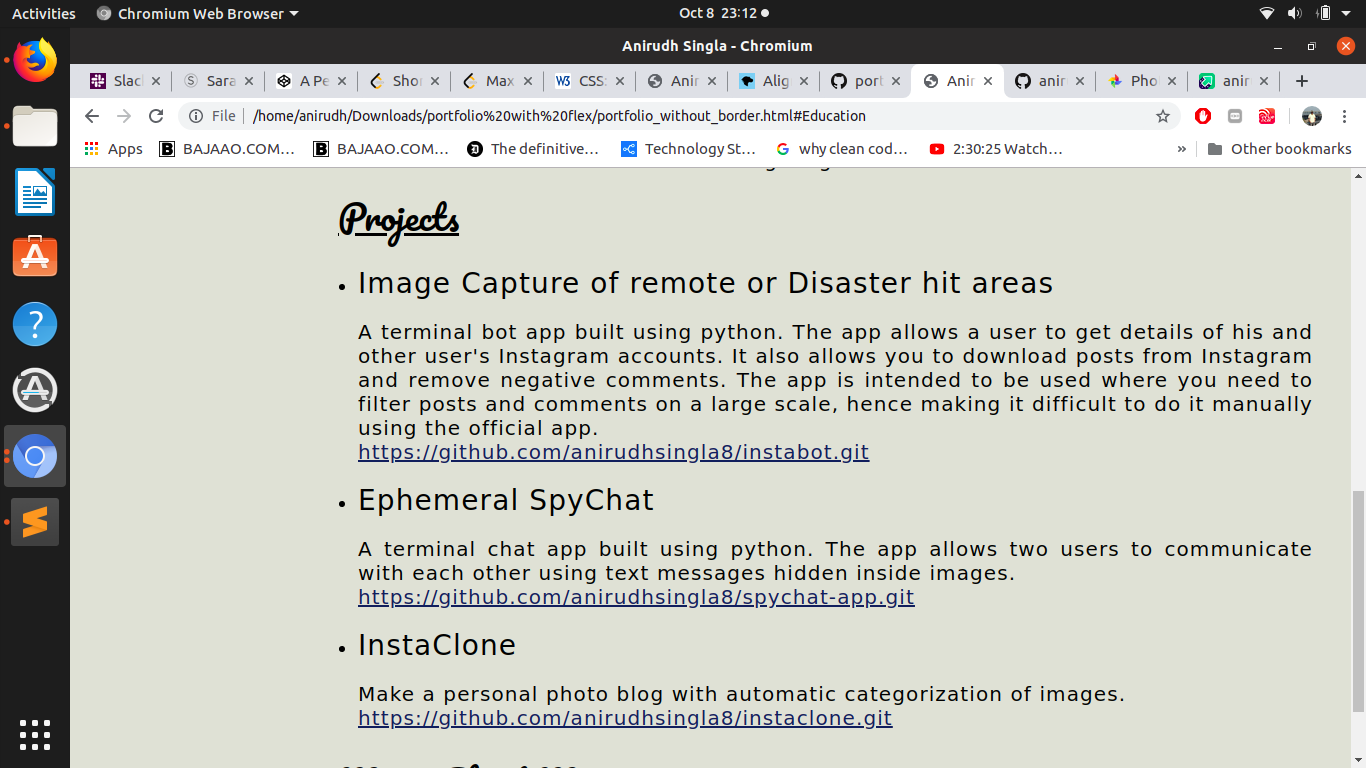 Activities
Chromium Web Browser
Oct 8 23:12
Anirudh Singla - Chromium
Slac
Sara
A Pe
Shor
Max
CSS:
Anir
Alig
port
Anir
anir
Pho
anir
File
/home/anirudh/Downloads/portfolio%20with%20flex/portfolio_without_border.html#Education
Apps
BAJAAO.COM...
BAJAAO.COM...
The definitive...
Technology St...
why clean cod...
2:30:25 Watch...
»
Other bookmarks
Projects
• Image Capture of remote or Disaster hit areas
A terminal bot app built using python. The app allows a user to get details of his and
other user's Instagram accounts. It also allows you to download posts from Instagram
and remove negative comments. The app is intended to be used where you need to
filter posts and comments on a large scale, hence making it difficult to do it manually
using the official app.
https://github.com/anirudhsingla8/instabot.git
• Ephemeral SpyChat
A terminal chat app built using python. The app allows two users to communicate
with each other using text messages hidden inside images.
https://github.com/anirudhsingla8/spychat-app.git
• InstaClone
Make a personal photo blog with automatic categorization of images.
https://github.com/anirudhsingla8/instaclone.git